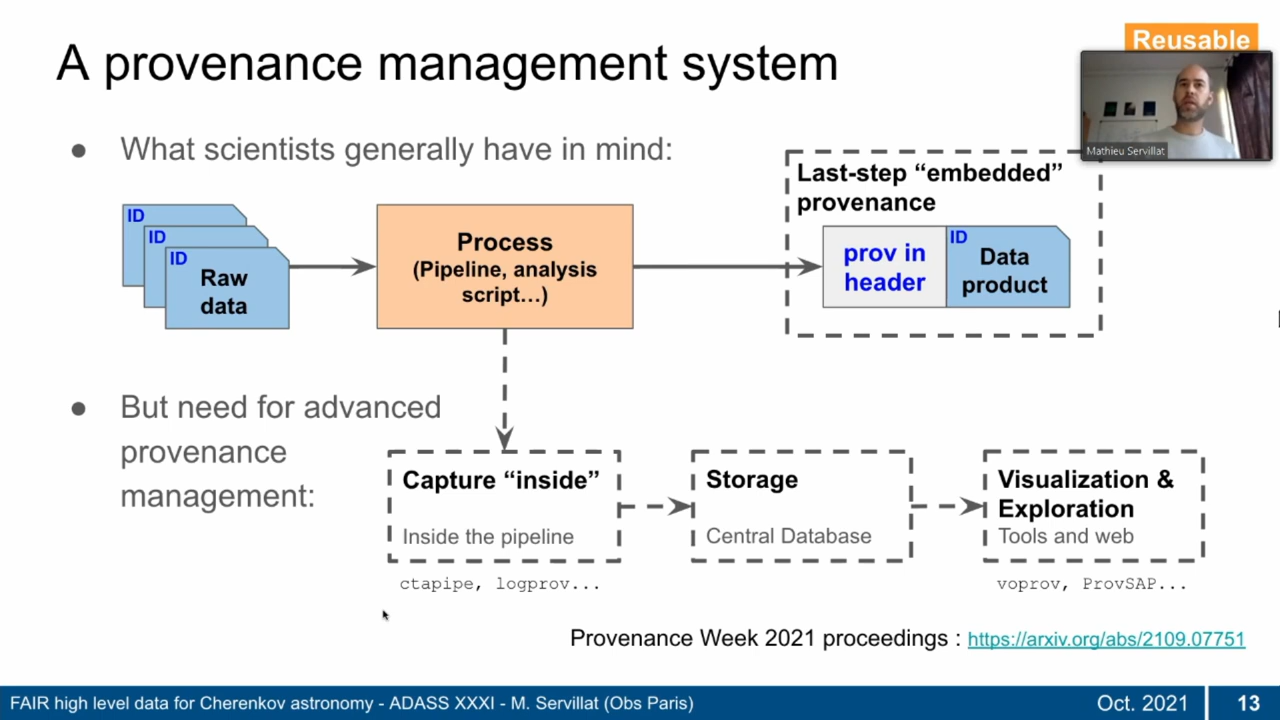 A provenance management system
Reusable
Mathieu Servillat
● What scientists generally have in mind:
ID
ID
ID
Raw
data
Process
(Pipeline, analysis
script…)
Last-step “embedded”
provenance
prov in
header
ID
Data
product
● But need for advanced
provenance
management:
Capture “inside”
Inside the pipeline
ctapipe, logprov...
Storage
Central Database
Visualization &
Exploration
Tools and web
voprov, ProvSAP...
Provenance Week 2021 proceedings : https://arxiv.org/abs/2109.07751
FAIR high level data for Cherenkov astronomy - ADASS XXXI - M. Servillat (Obs Paris)
Oct. 2021
13